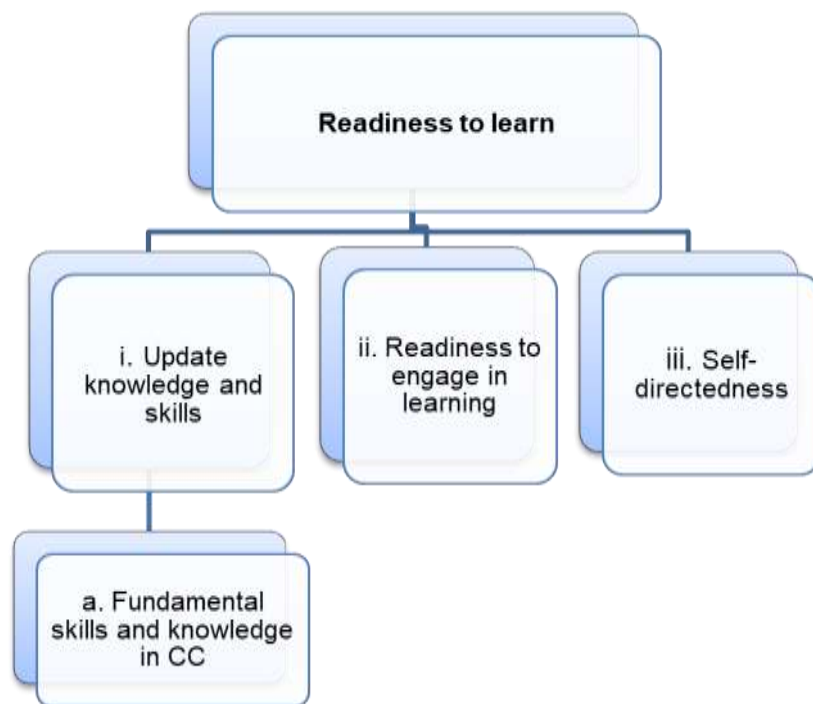 Readiness to learn
i. Update
knowledge and
skills
ii. Readiness to
engage in
learning
iii. Self-
directedness
a. Fundamental
skills and knowledge
in CC